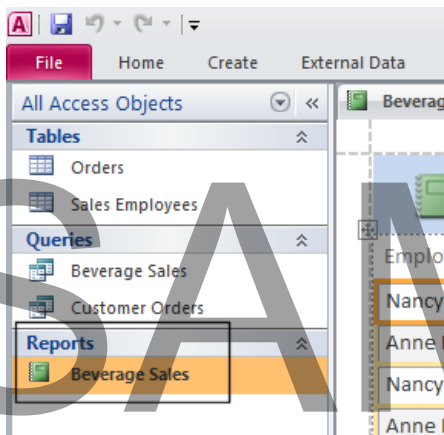 A
File Home Create External Data
All Access Objects
Tables
Orders
Sales Employees
Queries
Beverage Sales
Customer Orders
Reports
Beverage Sales
Beverag
Emplo
Nancy
Anne
Nancy
Anne
SAM